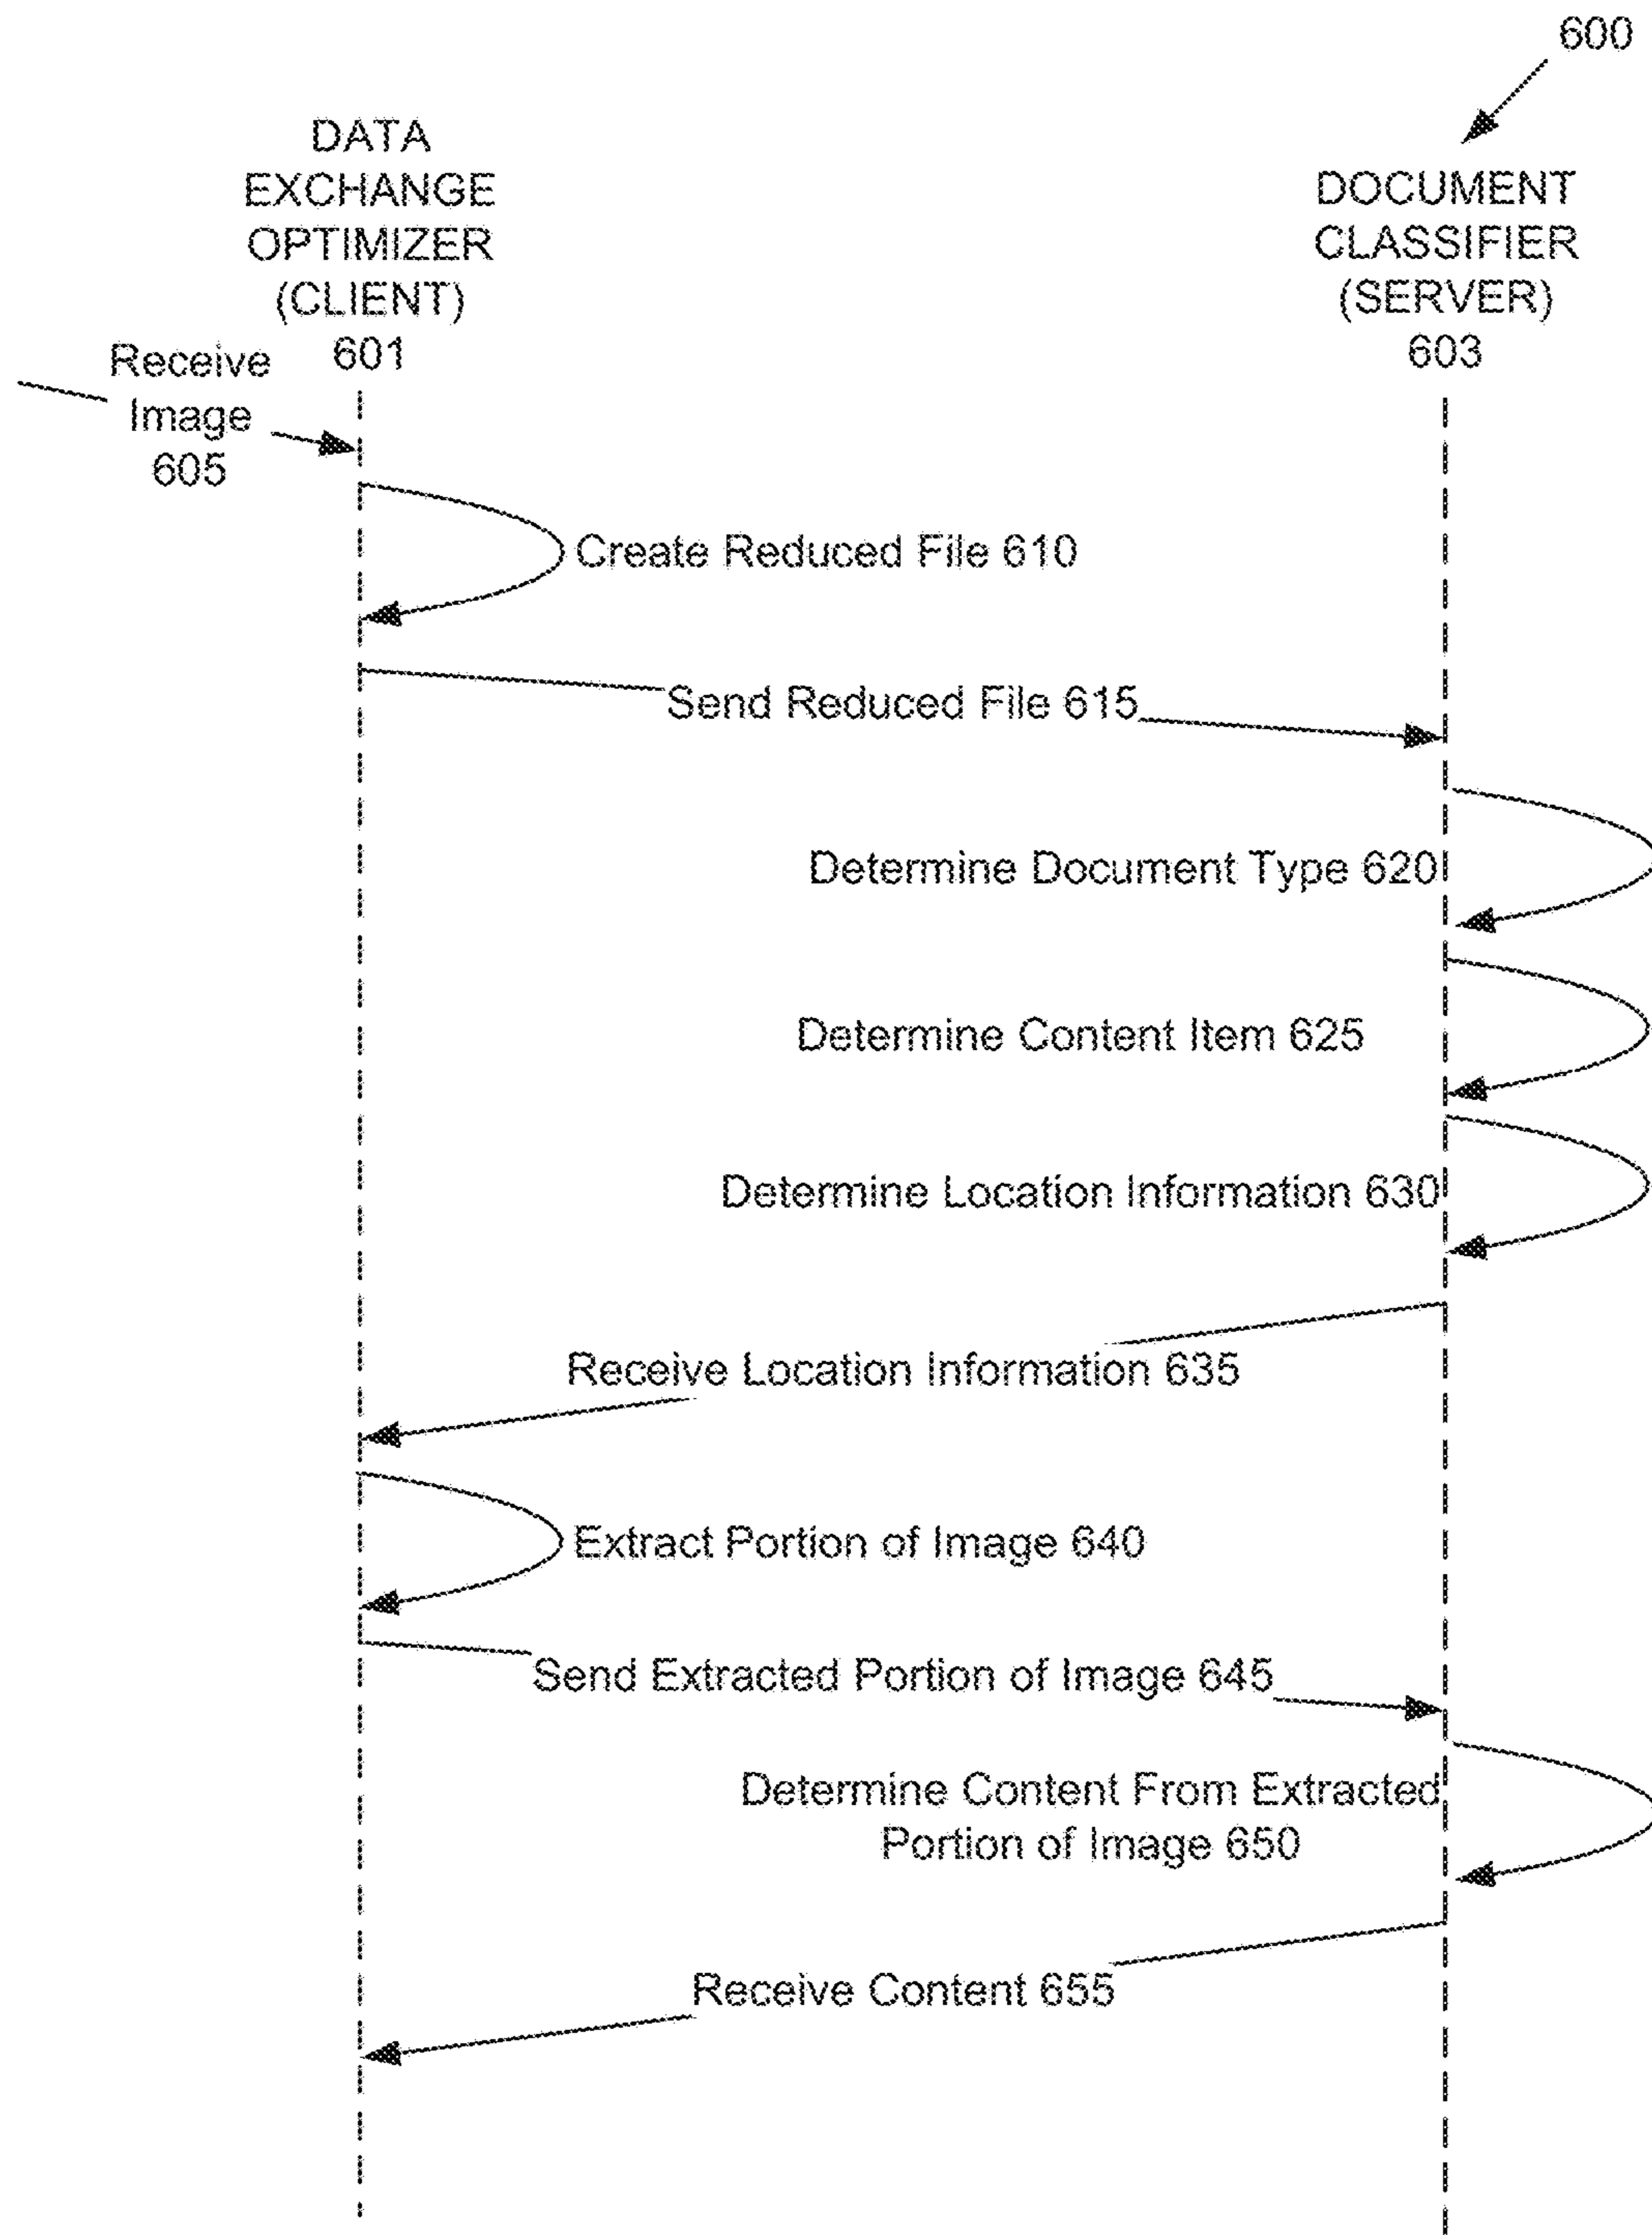 600
DATA
EXCHANGE
OPTIMIZER
(CLIENT)
601
DOCUMENT
CLASSIFIER
(SERVER)
603
Receive
Image
605
Create Reduced File 610
Send Reduced File 615
Determine Document Type 620
Determine Content Item 625
Determine Location Information 630
Receive Location Information 635
Extract Portion of Image 640
Send Extracted Portion of Image 645
Determine Content From Extracted
Portion of Image 650
Receive Content 655